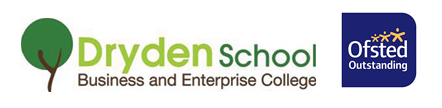 Dryden School
Business and Enterprise College
Ofsted
Outstanding